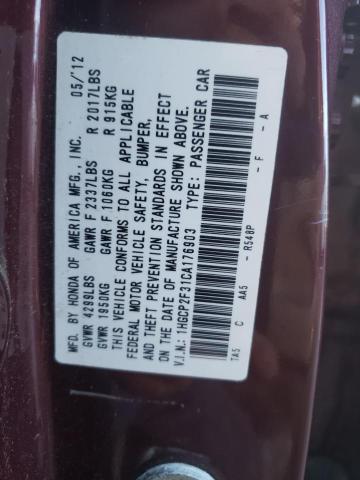 MFD. BY HONDA OF AMERICA MFG., INC. 05/'12
GVWR 4299LBS GAWR F 2337LBS R 2017LBS
GVWR 1950KG GAWR F 1060KG R 915KG
THIS VEHICLE CONFORMS TO ALL APPLICABLE
FEDERAL MOTOR VEHICLE SAFETY, BUMPER,
AND THEFT PREVENTION STANDARDS IN EFFECT
ON THE DATE OF MANUFACTURE SHOWN ABOVE.
V.I.N.: 1HGCP2F31CA176903 TYPE: PASSENGER CAR
TA5 C AA5 - R548P - F - A